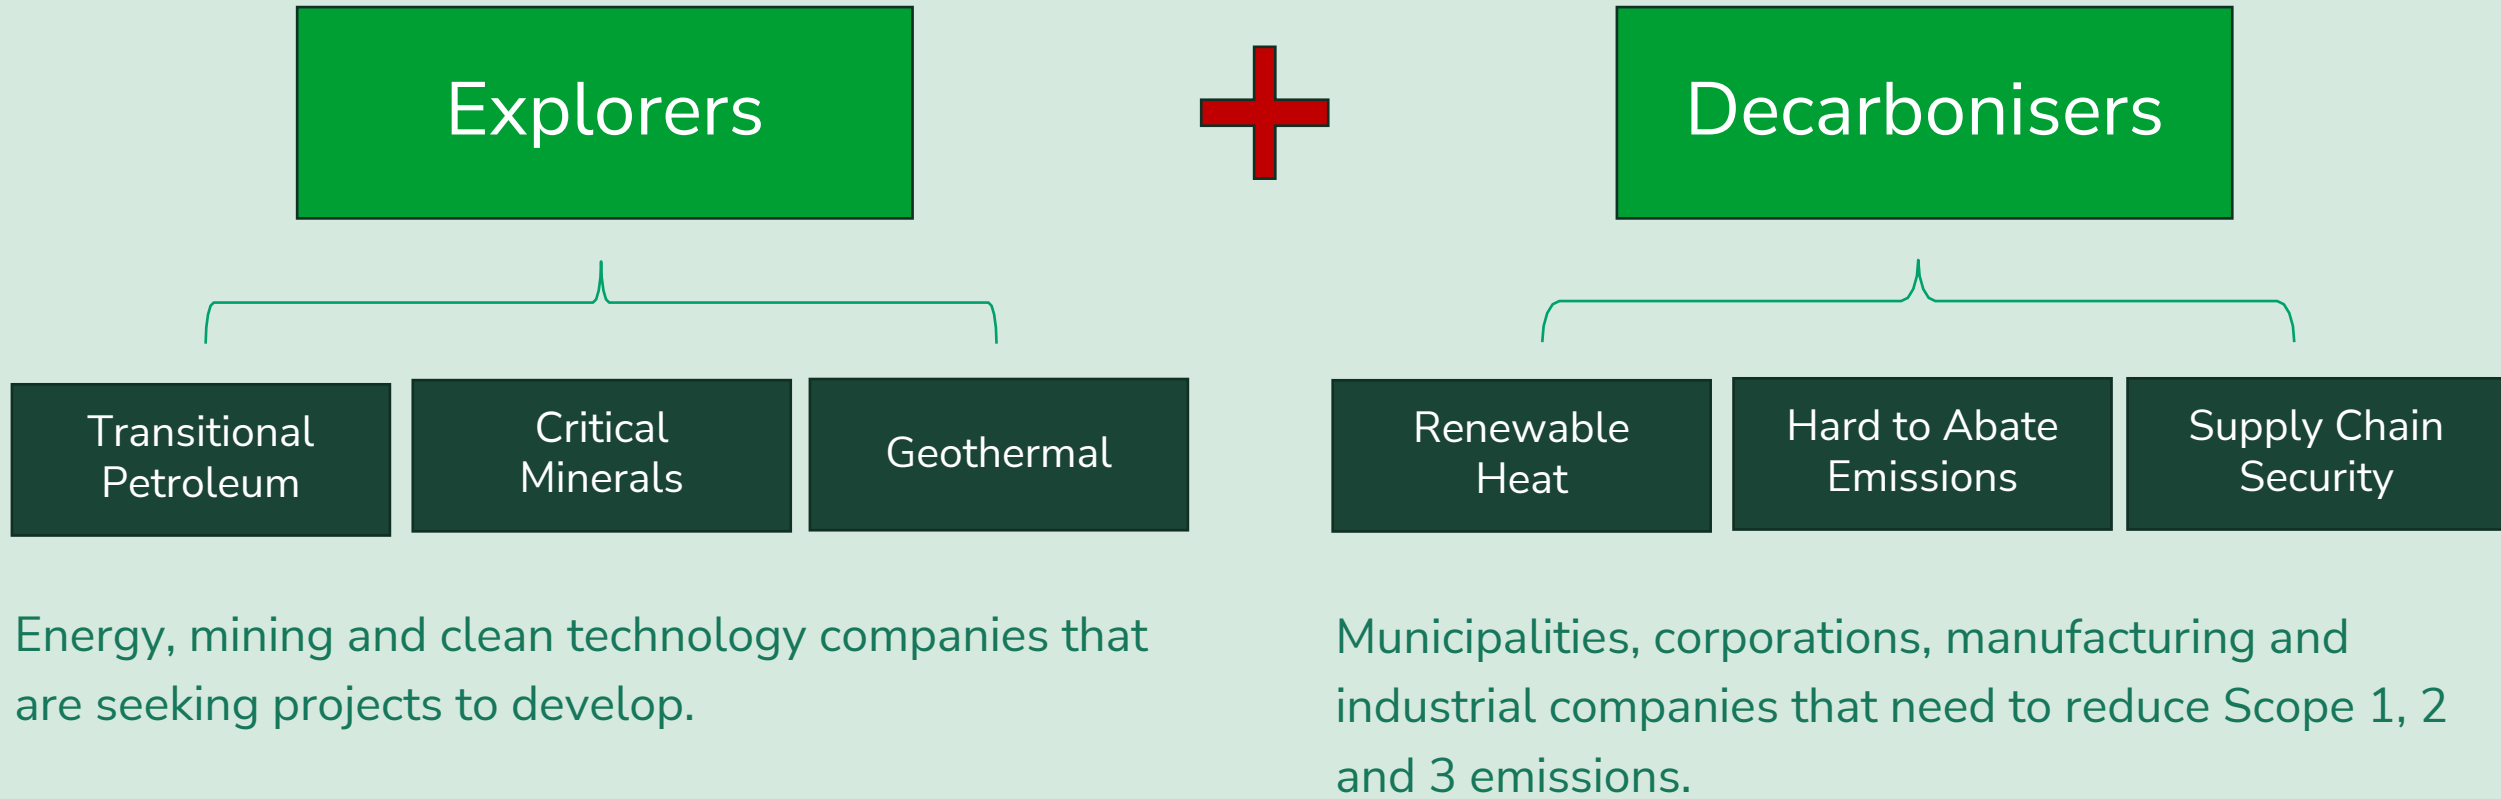 Explorers
Decarbonisers
Transitional
Petroleum
Critical
Minerals
Geothermal
Renewable
Heat
Hard to Abate
Emissions
Supply Chain
Security
Energy, mining and clean technology companies that
are seeking projects to develop.
Municipalities, corporations, manufacturing and
industrial companies that need to reduce Scope 1, 2
and 3 emissions.